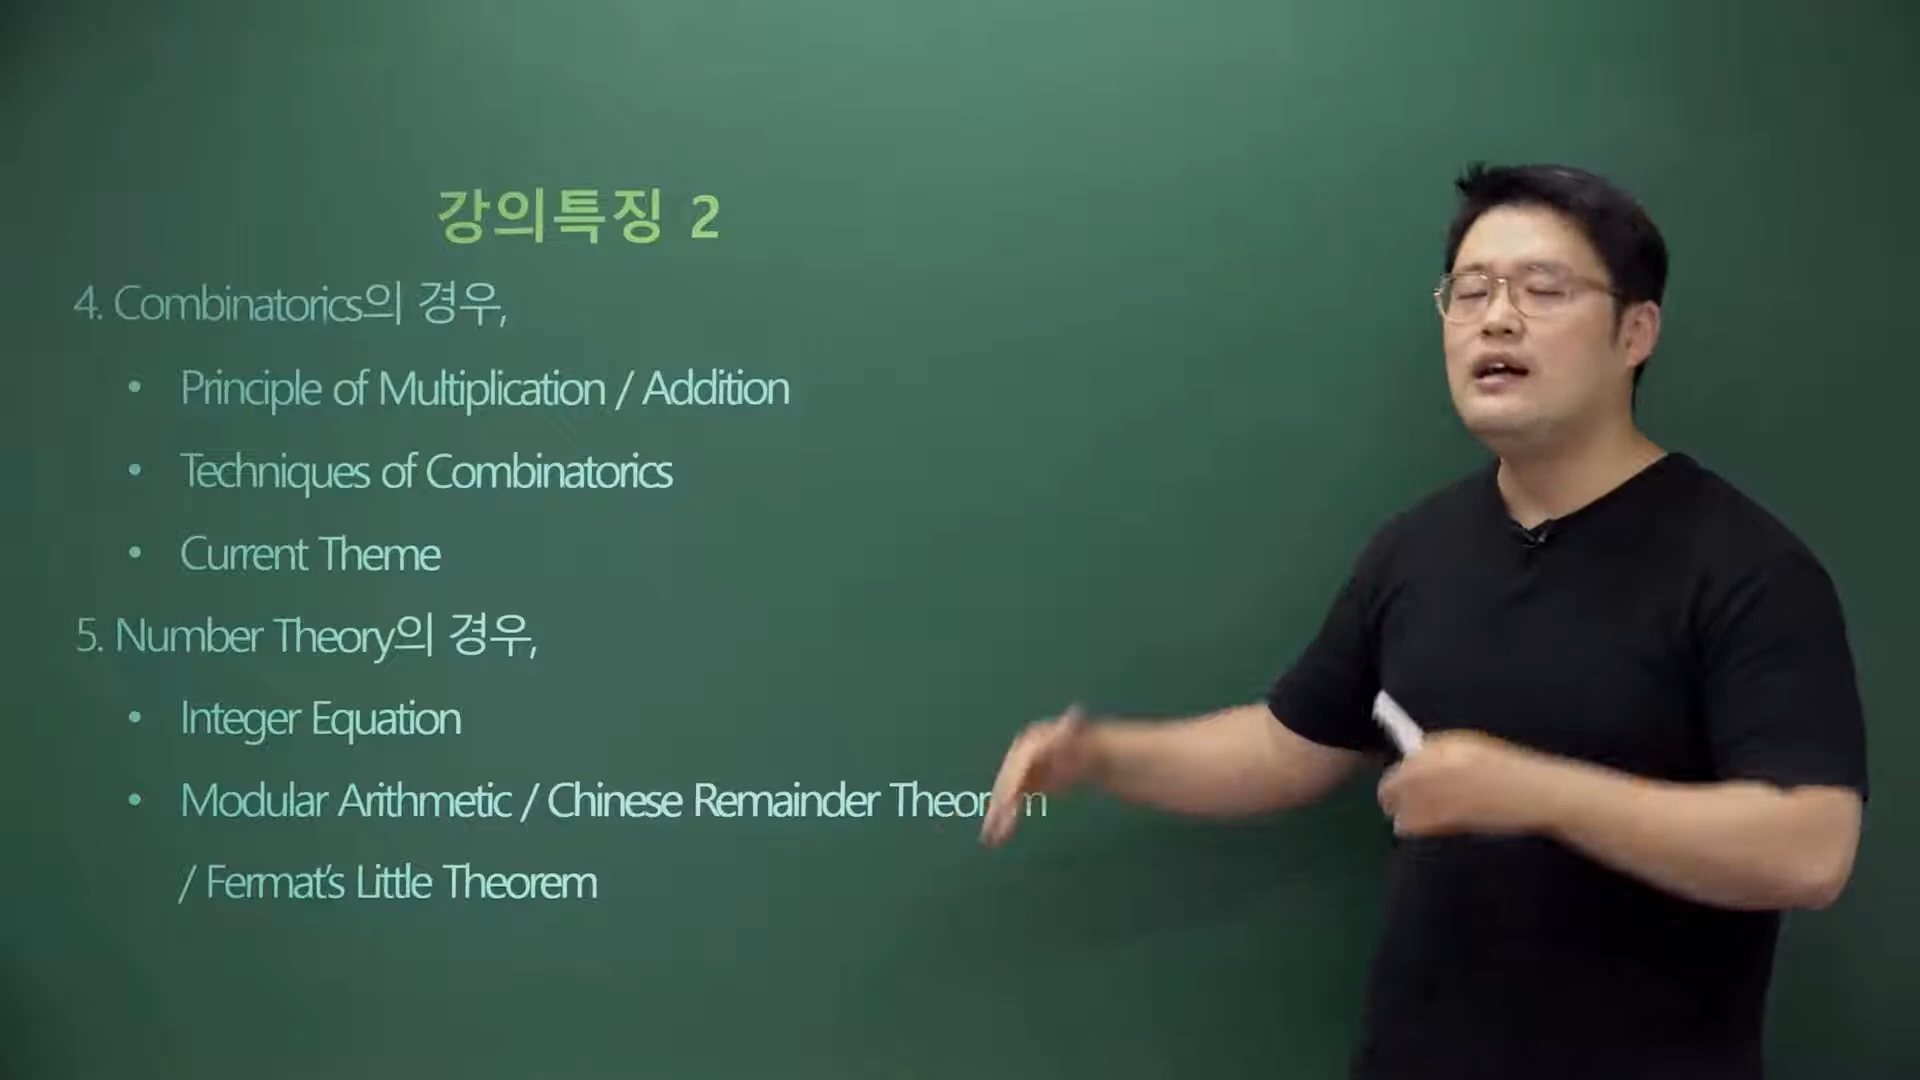 강의특징 2
4. Combinatorics의 경우,
• Principle of Multiplication / Addition
• Techniques of Combinatorics
• Current Theme
5. Number Theory의 경우,
• Integer Equation
• Modular Arithmetic / Chinese Remainder Theorem
/ Fermat's Little Theorem